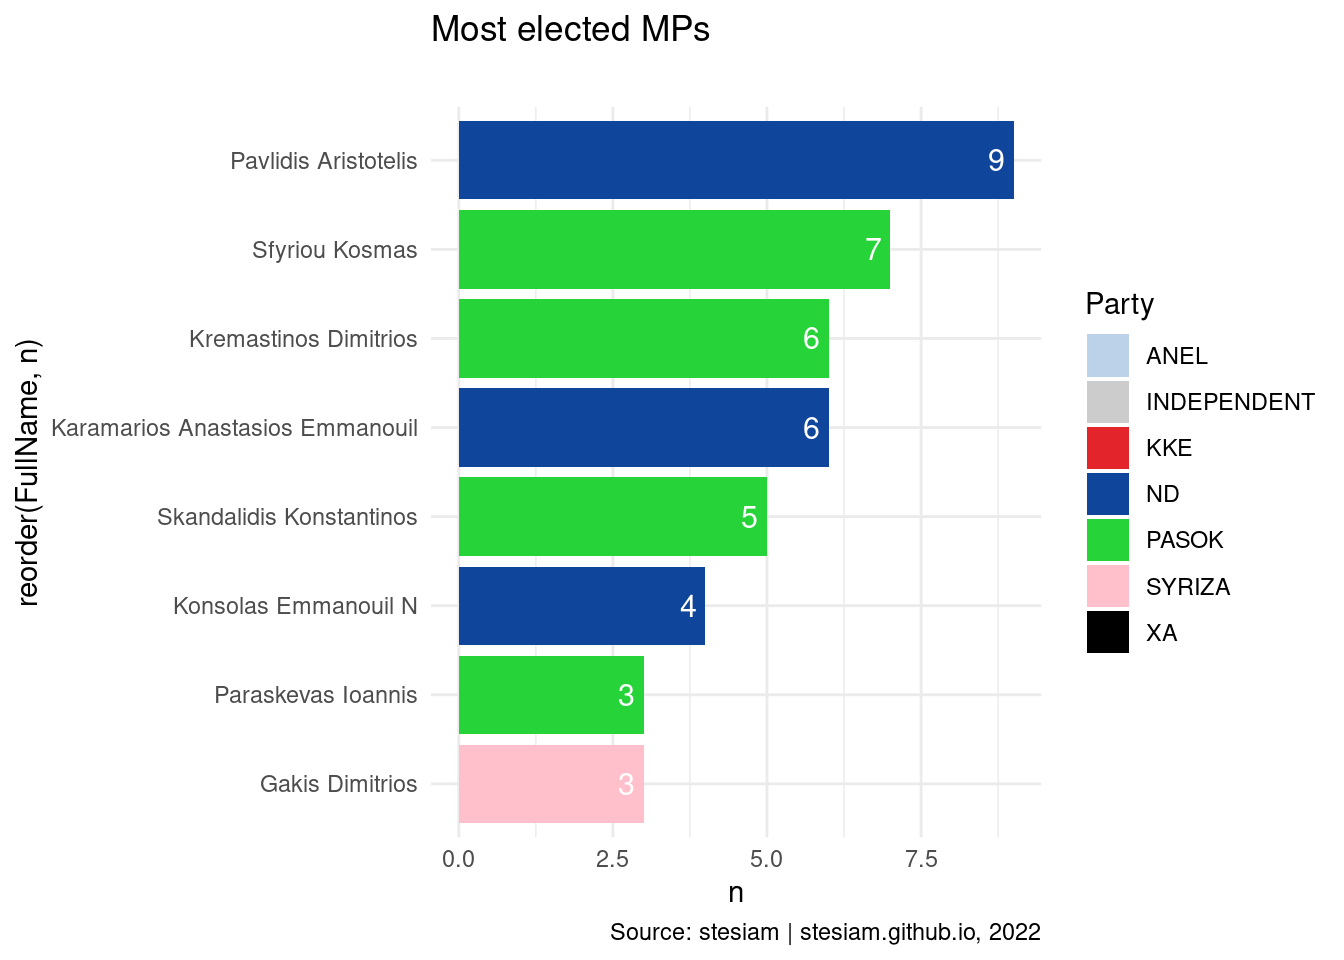 Most elected MPs
reorder(FullName, n)
Pavlidis Aristotelis
9
Sfyriou Kosmas
7
Kremastinos Dimitrios
6
Karamarios Anastasios Emmanouil
6
Skandalidis Konstantinos
5
Konsolas Emmanouil N
4
Paraskevas Ioannis
3
Gakis Dimitrios
3
0.0 2.5 5.0 7.5
n
Party
ANEL
INDEPENDENT
KKE
ND
PASOK
SYRIZA
XA
Source: stesiam | stesiam.github.io, 2022